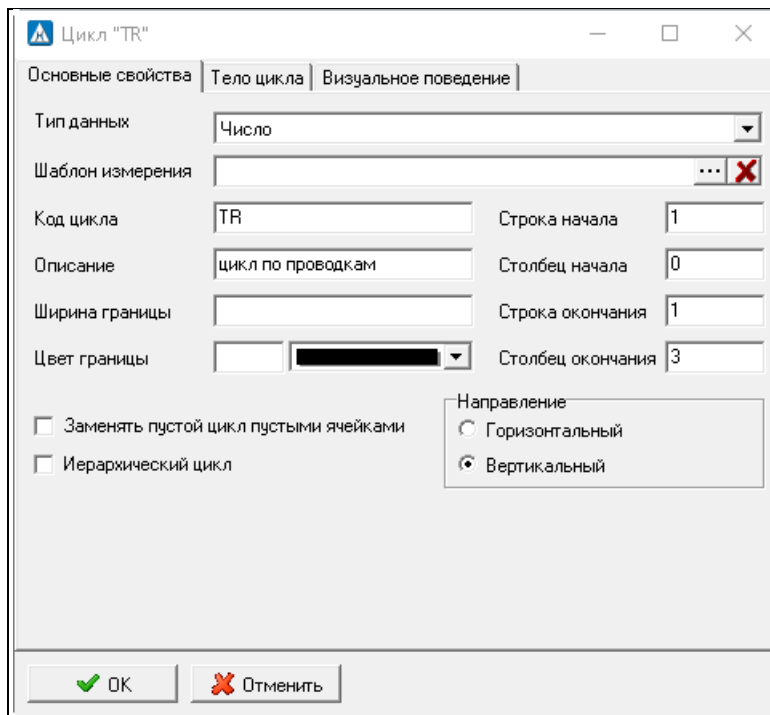 Цикл "TR"
Основные свойства Тело цикла Визуальное поведение
Тип данных Число
Шаблон измерения ...
Код цикла TR Строка начала 1
Описание цикл по проводкам Столбец начала 0
Ширина границы Строка окончания 1
Цвет границы Столбец окончания 3
Направление
Заменять пустой цикл пустыми ячейками Горизонтальный
Иерархический цикл Вертикальный
OK Отменить